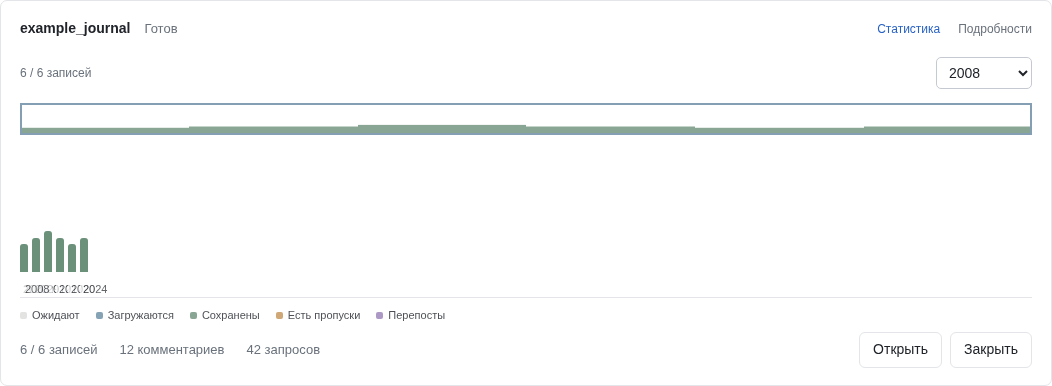 example_journal Готов Статистика Подробности
6 / 6 записей 2008
2008 2024
Ожидают Загружаются Сохранены Есть пропуски Перепосты
6 / 6 записей 12 комментариев 42 запросов Открыть Закрыть